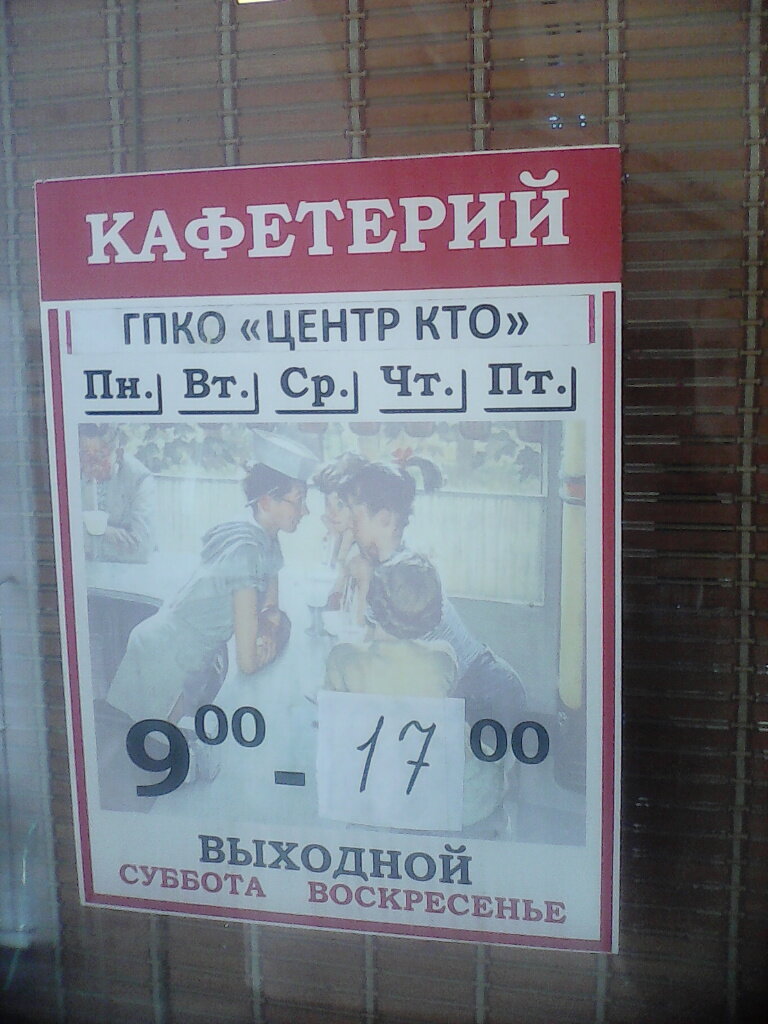 КАФЕТЕРИЙ
ГПКО «ЦЕНТР КТО»
Пн. Вт. Ср. Чт. Пт.
9 00 - 17 00
ВЫХОДНОЙ
СУББОТА ВОСКРЕСЕНЬЕ